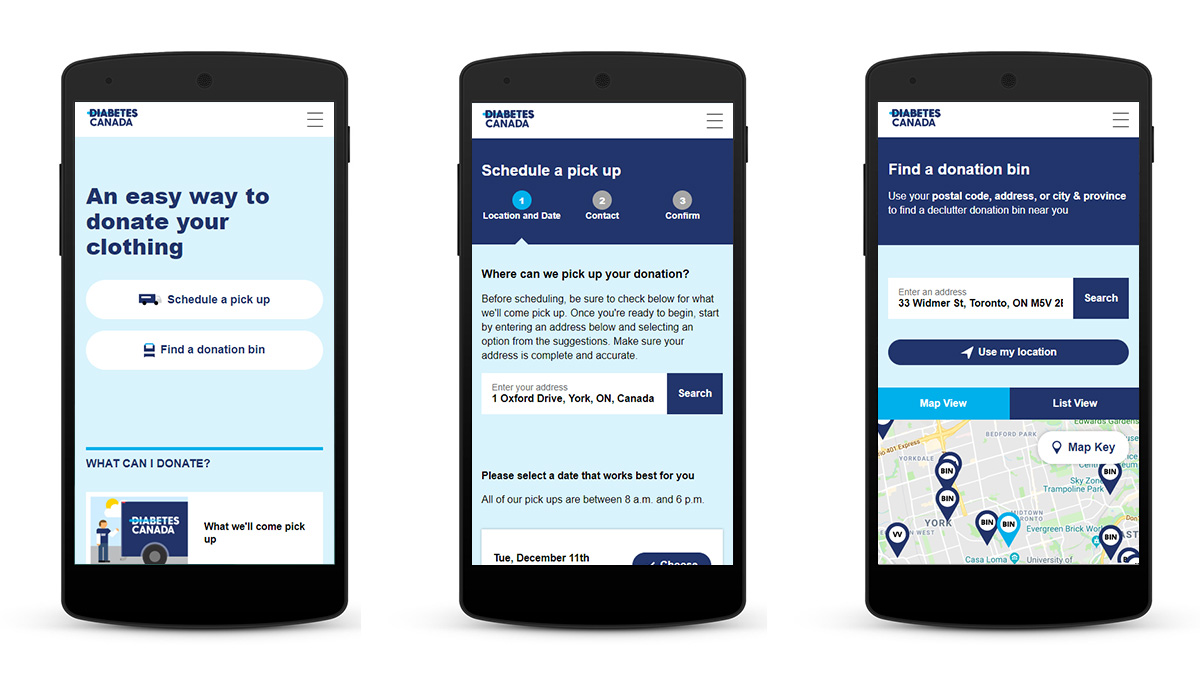 DIABETES
CANADA
An easy way to
donate your
clothing
Schedule a pick up
Find a donation bin
WHAT CAN I DONATE?
DIABETES
CANADA
What we'll come pick
up
DIABETES
CANADA
Schedule a pick up
1
2
3
Location and Date
Contact
Confirm
Where can we pick up your donation?
Before scheduling, be sure to check below for what
we'll come pick up. Once you're ready to begin, start
by entering an address below and selecting an
option from the suggestions. Make sure your
address is complete and accurate.
Enter your address
1 Oxford Drive, York, ON, Canada
Search
Please select a date that works best for you
All of our pick ups are between 8 a.m. and 6 p.m.
Tue, December 11th
Choose
DIABETES
CANADA
Find a donation bin
Use your postal code, address, or city & province
to find a declutter donation bin near you
Enter an address
33 Widmer St, Toronto, ON M5V 2E
Search
Use my location
Map View
List View
Edwards Gardens
401 Express
BEDFORD PARK
Map Key
YORKDALE
BIN
BIN
Sky Zone
Trampoline Park
BIN
YORK
MIDTOWN
TORONTO
BIN
BIN
Evergreen Brick Works
VV
WEST
BIN
Casa Loma
University of